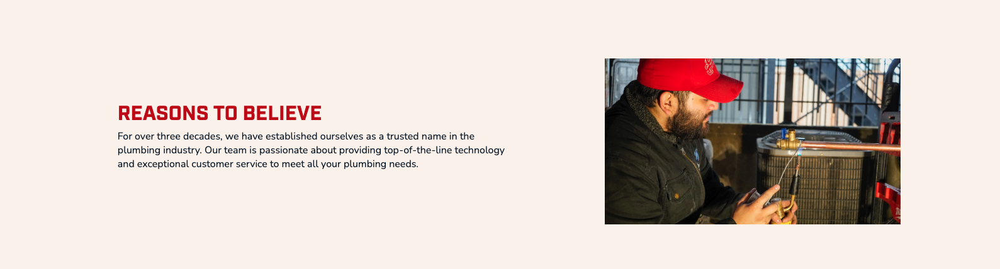 REASONS TO BELIEVE
For over three decades, we have established ourselves as a trusted name in the
plumbing industry. Our team is passionate about providing top-of-the-line technology
and exceptional customer service to meet all your plumbing needs.